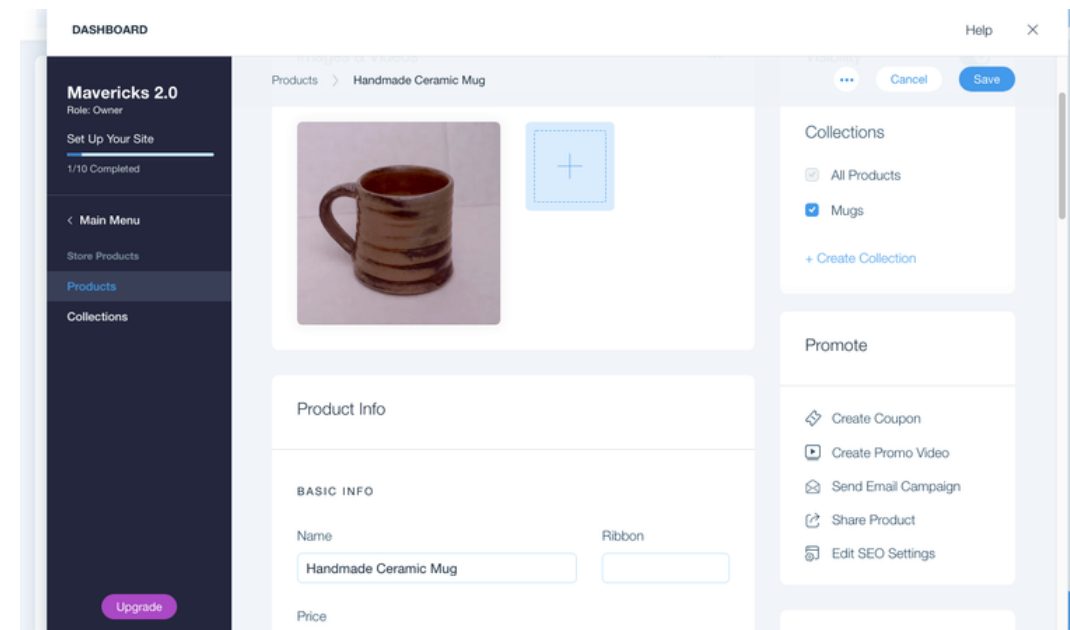 DASHBOARD
Help
Mavericks 2.0
Role: Owner
Set Up Your Site
1/10 Completed
< Main Menu
Store Products
Products
Collections
Upgrade
Images & Videos
Products > Handmade Ceramic Mug
Visibility
Cancel
Save
Product Info
BASIC INFO
Name
Ribbon
Handmade Ceramic Mug
Price
Collections
All Products
Mugs
+ Create Collection
Promote
Create Coupon
Create Promo Video
Send Email Campaign
Share Product
Edit SEO Settings